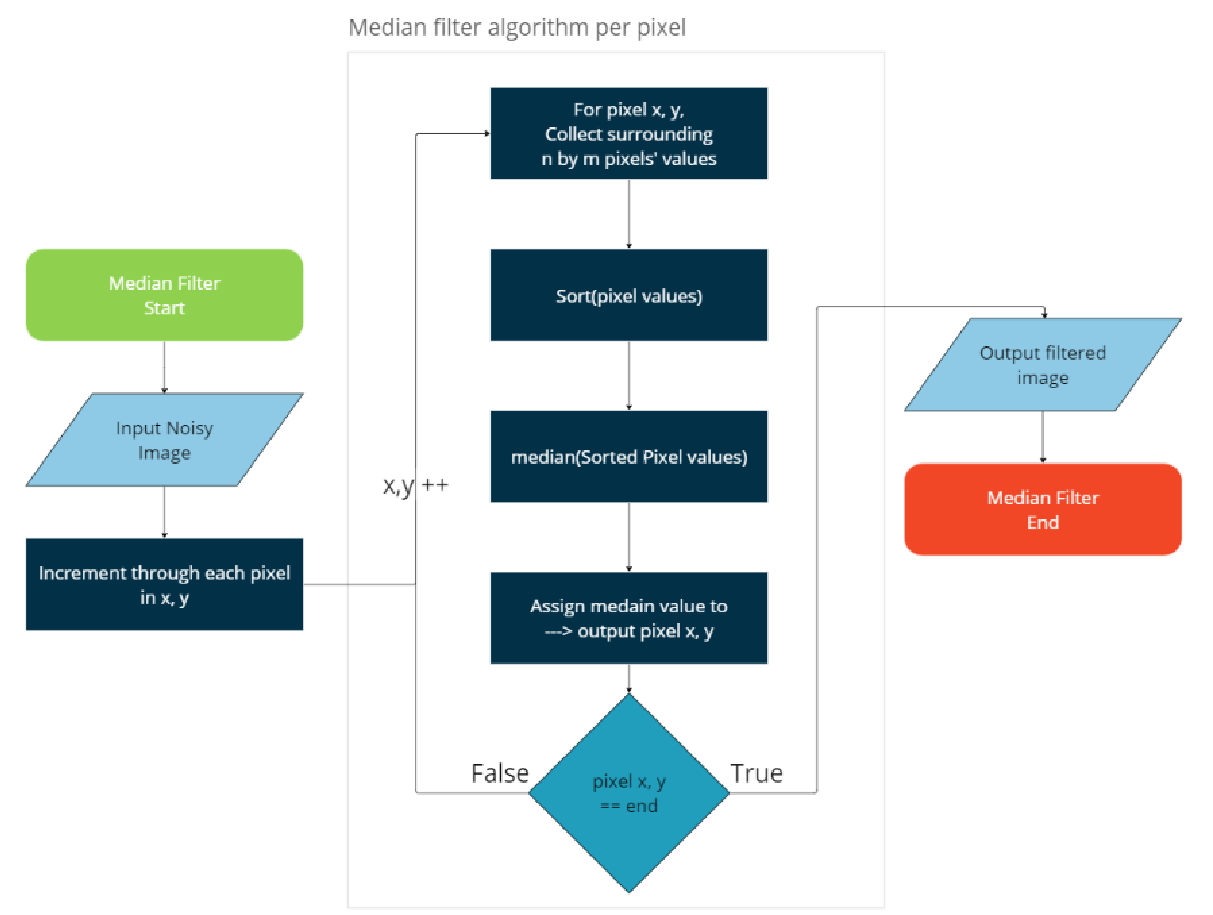 Median filter algorithm per pixel
Median Filter
Start
Input Noisy
Image
Increment through each pixel
in x, y
x,y ++
For pixel x, y,
Collect surrounding
n by m pixels' values
Sort(pixel values)
median(Sorted Pixel values)
Assign medain value to
---> output pixel x, y
pixel x, y
== end
False
True
Output filtered
image
Median Filter
End